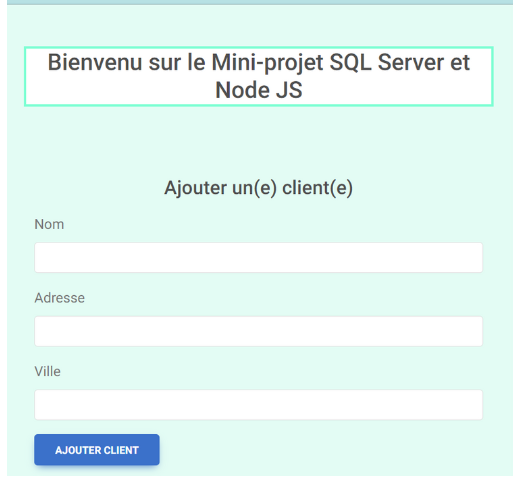 Bienvenu sur le Mini-projet SQL Server et
Node JS
Ajouter un(e) client(e)
Nom
Adresse
Ville
AJOUTER CLIENT